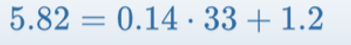 5.82 = 0.14 · 33 + 1.2